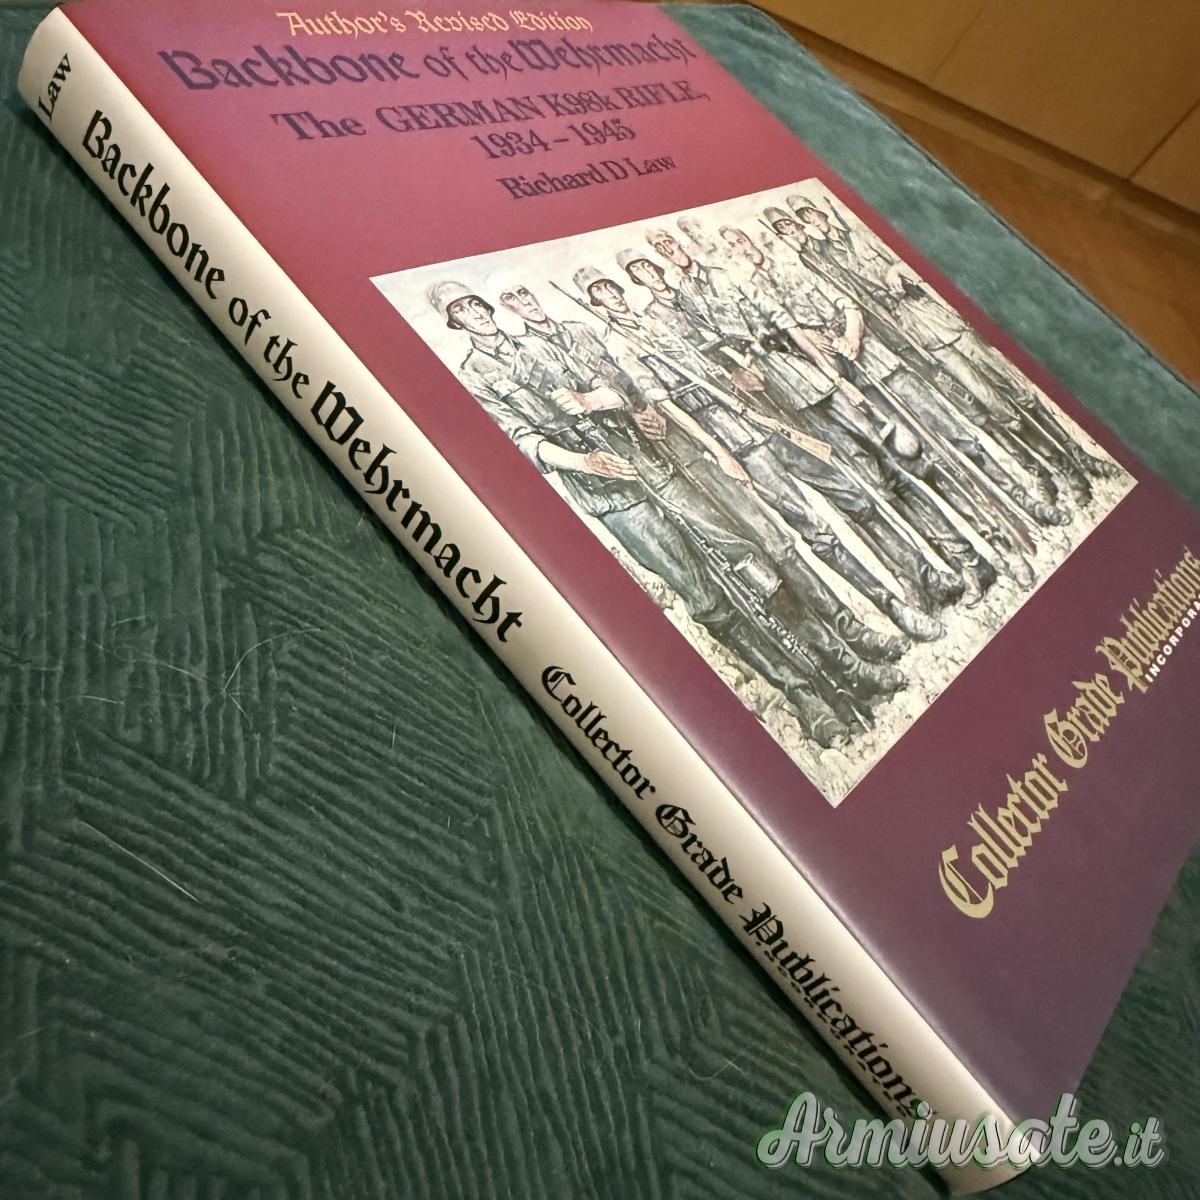 Author's Revised Edition
Backbone of the Wehrmacht
The GERMAN K98k RIFLE,
1934 – 1945
Richard D Law
Collector Grade Publications
INCORPOR
Law
Backbone of the Wehrmacht
Collector Grade Publications
INCORPORATED
Armiusate.it